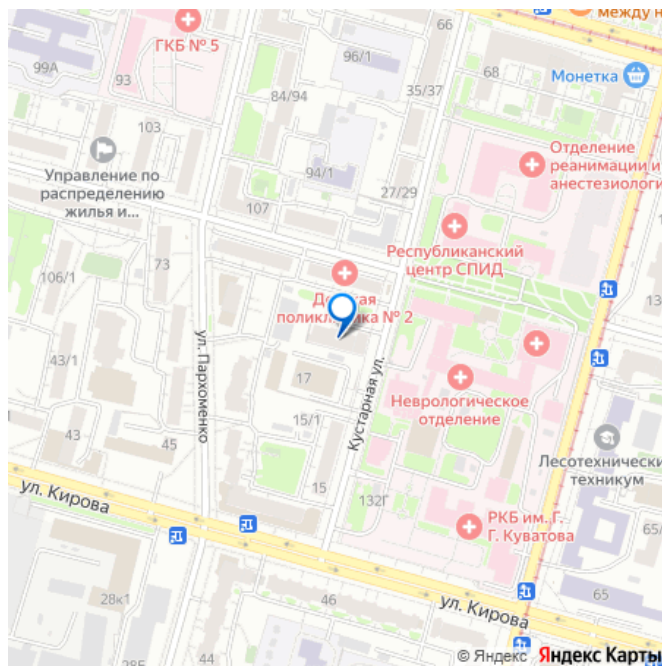 между н
66
ГКБ № 5
96/1
99А
93
68
Монетка
84/94
35/37
103
Отделение
реанимации и
анестезиологи
Управление по
распределению
жилья и...
94/1
27/29
107
Республиканский
центр СПИД
106/1
73
поликлиника № 2
13
ул. Пархоменко
17
43/1
Неврологическое
отделение
Кустарная ул.
15/1
43
45
Лесотехнически
техникум
15
132Г
ул. Кирова
РКБ им. Г.
Г. Куватова
65/
28к1
46
ул. Кирова
65
28Б
44
© Яндекс Яндекс Карты